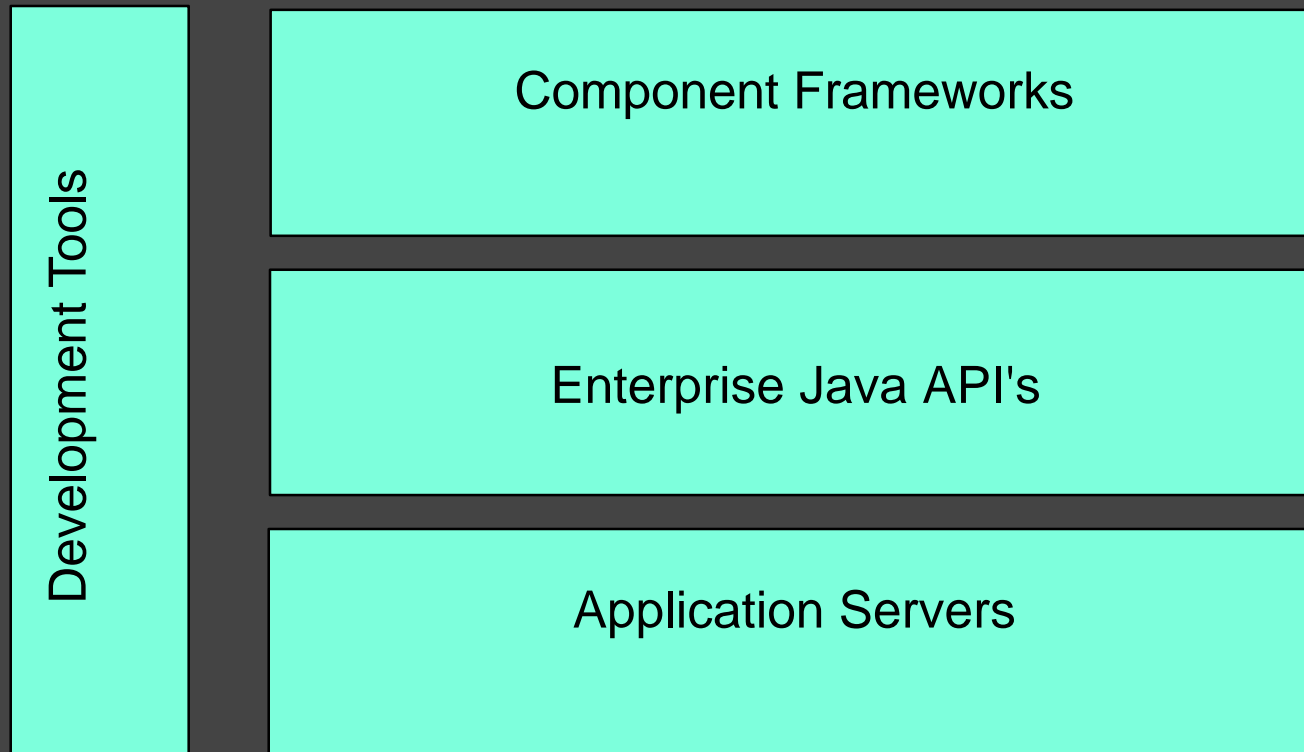 Development Tools
Component Frameworks
Enterprise Java API's
Application Servers